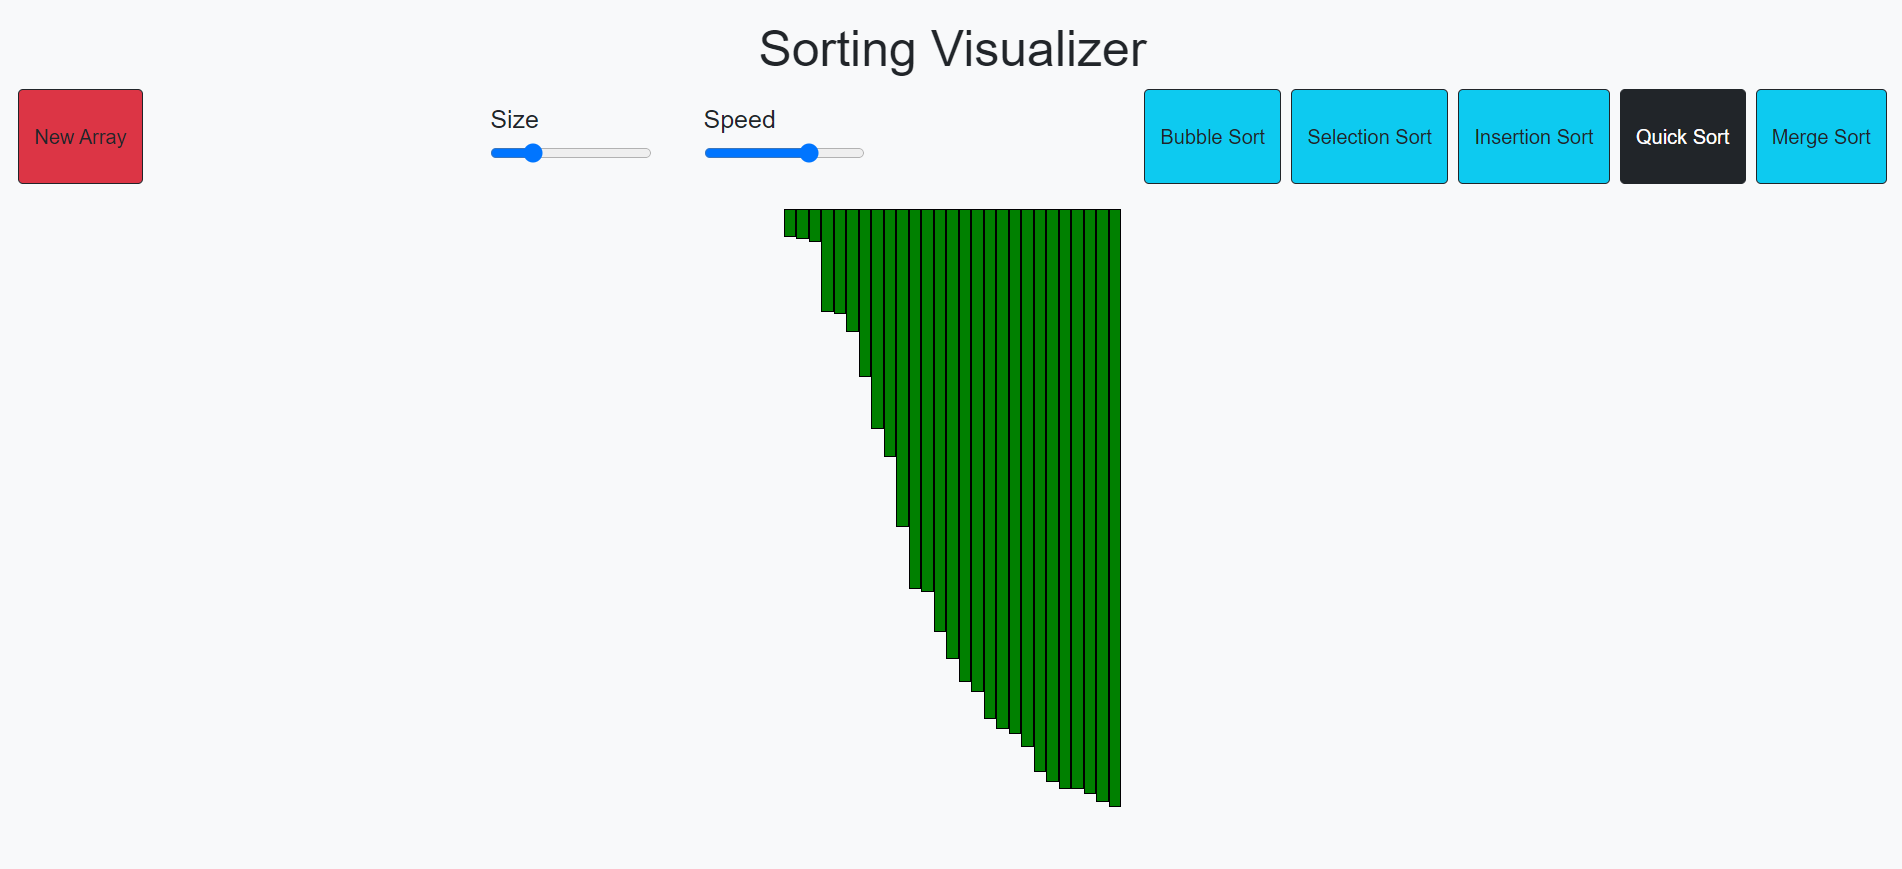 Sorting Visualizer
New Array
Size
Speed
Bubble Sort
Selection Sort
Insertion Sort
Quick Sort
Merge Sort